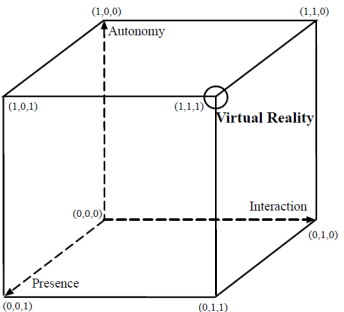 (1,0,0)
(1,1,0)
Autonomy
(1,0,1)
(1,1,1)
Virtual Reality
Interaction
(0,0,0)
(0,1,0)
Presence
(0,0,1)
(0,1,1)